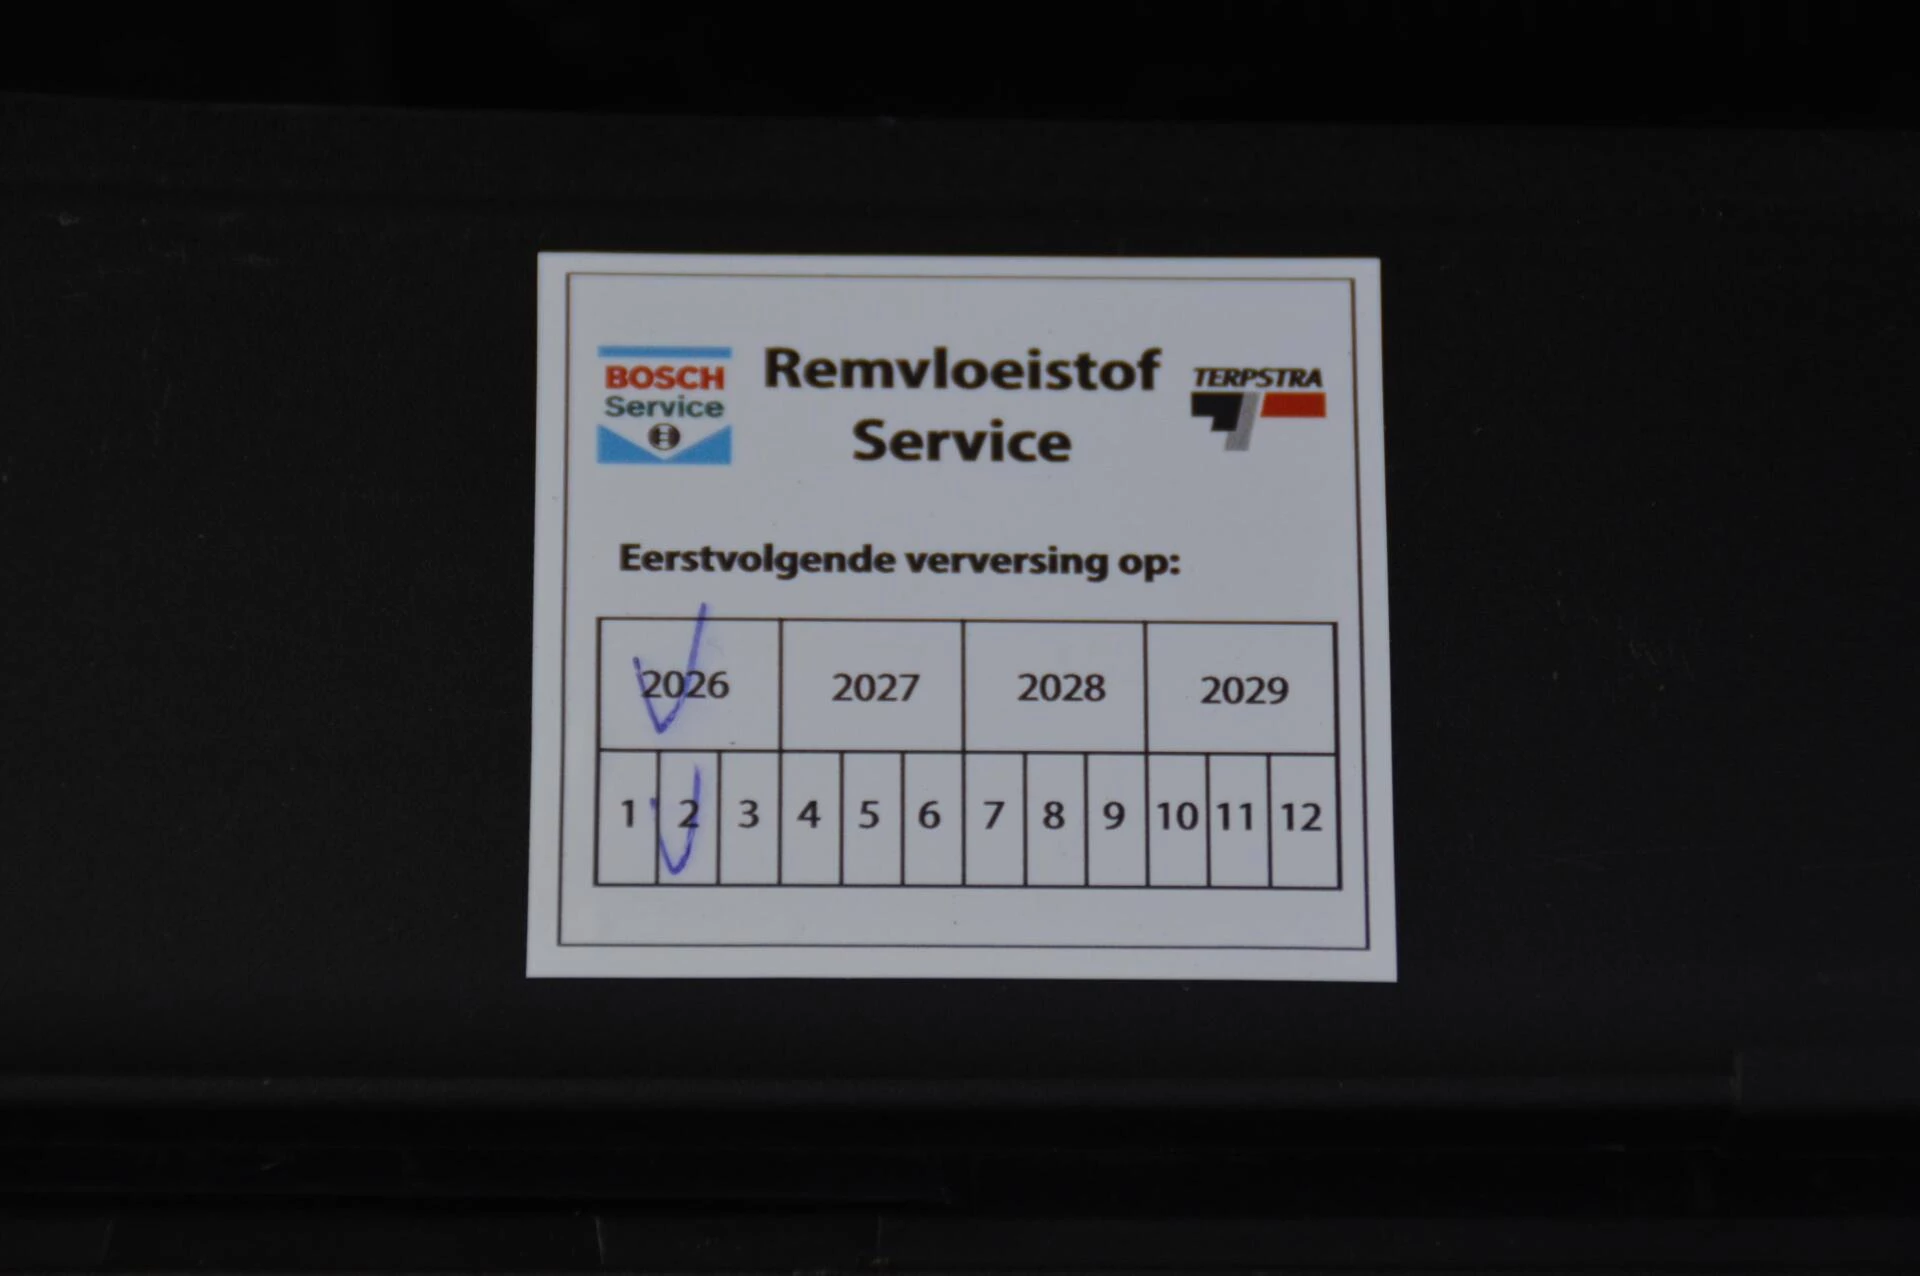 BOSCH
Service
Remvloeistof
Service
TERPSTRA
Eerstvolgende verversing op:
2026 2027 2028 2029
1 2 3 4 5 6 7 8 9 10 11 12